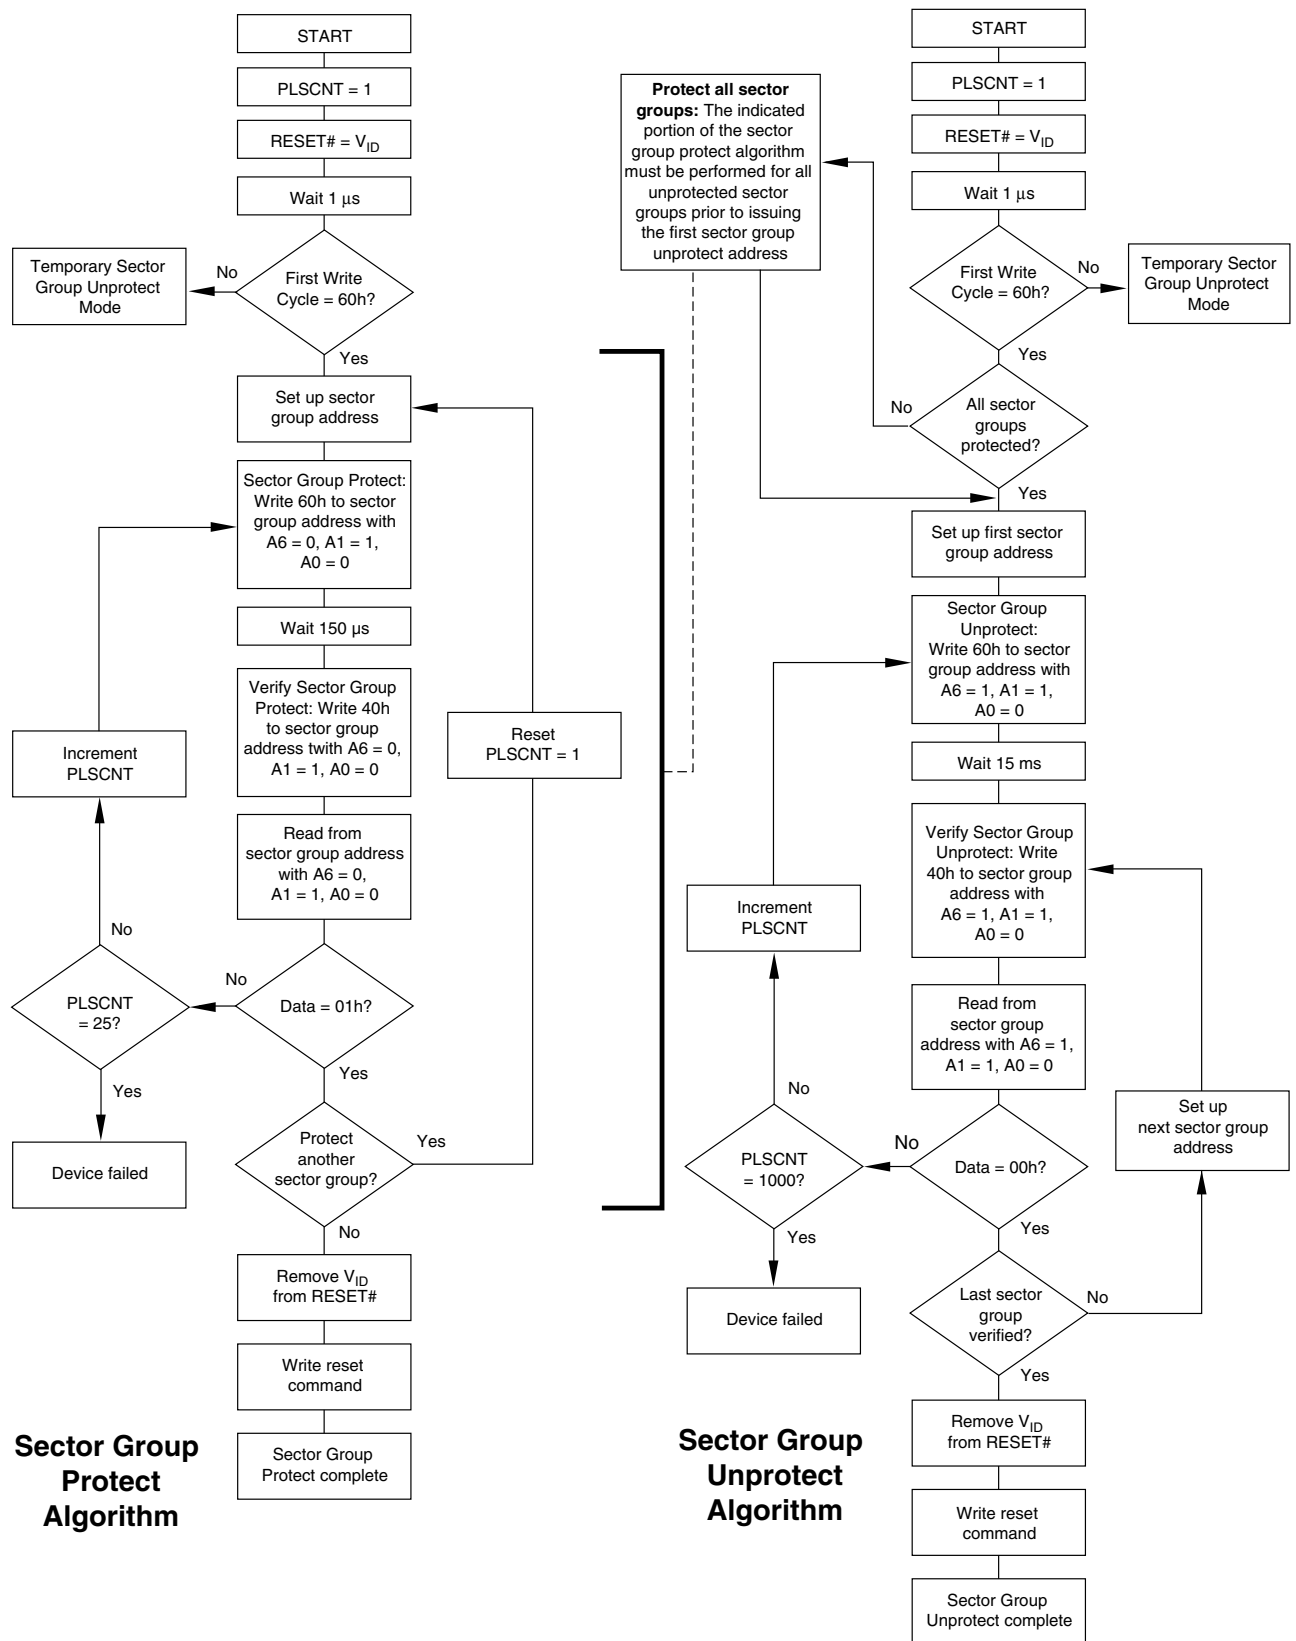 START
PLSCNT = 1
RESET# = VID
Wait 1 μs
First Write
Cycle = 60h?
No
Temporary Sector
Group Unprotect
Mode
Yes
Set up sector
group address
Sector Group Protect:
Write 60h to sector
group address with
A6 = 0, A1 = 1,
A0 = 0
Wait 150 µs
Verify Sector Group
Protect: Write 40h
to sector group
address twith A6 = 0,
A1 = 1, A0 = 0
Reset
PLSCNT = 1
Increment
PLSCNT
Read from
sector group address
with A6 = 0,
A1 = 1, A0 = 0
No
No
PLSCNT
= 25?
Data = 01h?
Yes
Yes
Device failed
Protect
another
sector group?
Yes
No
Remove VID
from RESET#
Write reset
command
Sector Group
Protect complete
Sector Group
Protect
Algorithm
Protect all sector
groups: The indicated
portion of the sector
group protect algorithm
must be performed for all
unprotected sector
groups prior to issuing
the first sector group
unprotect address
START
PLSCNT = 1
RESET# = VID
Wait 1 μs
First Write
Cycle = 60h?
No
Temporary Sector
Group Unprotect
Mode
Yes
No
All sector
groups
protected?
Yes
Set up first sector
group address
Sector Group
Unprotect:
Write 60h to sector
group address with
A6 = 1, A1 = 1,
A0 = 0
Wait 15 ms
Verify Sector Group
Unprotect: Write
40h to sector group
address with
A6 = 1, A1 = 1,
A0 = 0
Increment
PLSCNT
Read from
sector group
address with A6 = 1,
A1 = 1, A0 = 0
No
No
Set up
next sector group
address
PLSCNT
= 1000?
Data = 00h?
Yes
Yes
Device failed
Last sector
group
verified?
No
Yes
Remove VID
from RESET#
Write reset
command
Sector Group
Unprotect complete
Sector Group
Unprotect
Algorithm